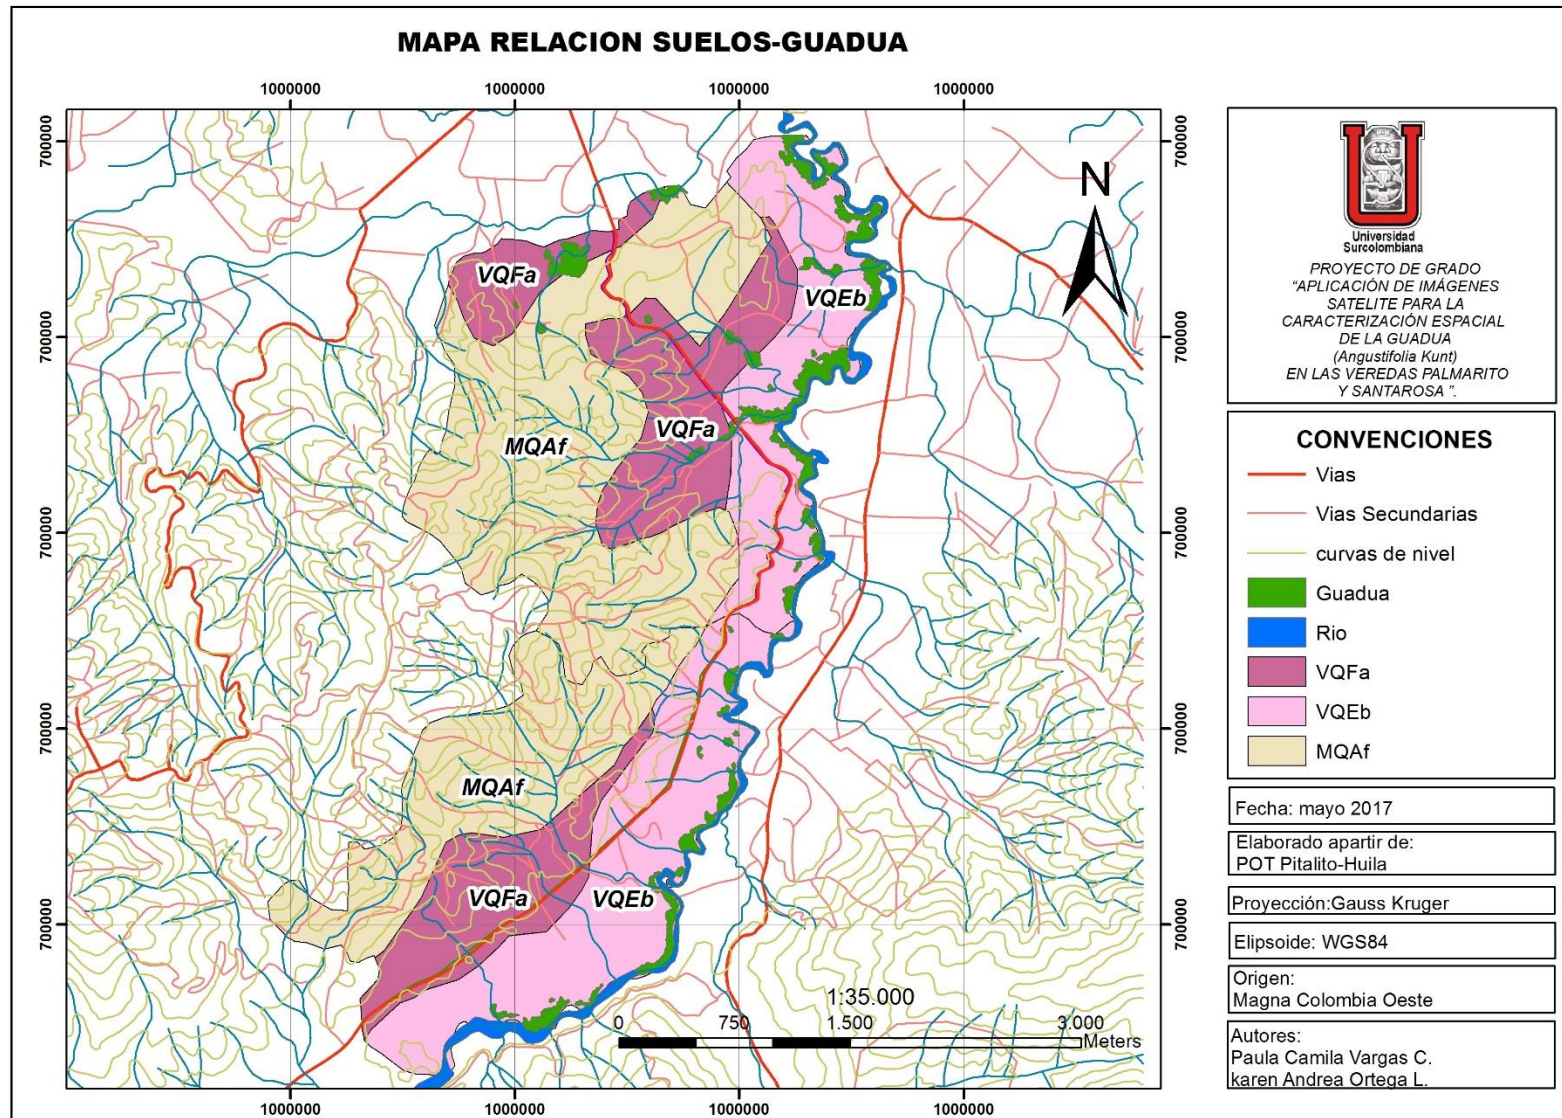 MAPA RELACION SUELOS-GUADUA
1000000 1000000 1000000 1000000
700000 700000
700000 700000
700000 700000
700000 700000
700000 700000
N
VQFa
VQEb
VQFa
MQAf
MQAf
VQFa
VQEb
1:35.000
0 750 1.500 3.000
Meters
1000000 1000000 1000000 1000000
Universidad
Surcolombiana
PROYECTO DE GRADO
"APLICACIÓN DE IMÁGENES
SATELITE PARA LA
CARACTERIZACIÓN ESPACIAL
DE LA GUADUA
(Angustifolia Kunt)
EN LAS VEREDAS PALMARITO
Y SANTAROSA ".
CONVENCIONES
Vias
Vias Secundarias
curvas de nivel
Guadua
Rio
VQFa
VQEb
MQAf
Fecha: mayo 2017
Elaborado apartir de:
POT Pitalito-Huila
Proyección:Gauss Kruger
Elipsoide: WGS84
Origen:
Magna Colombia Oeste
Autores:
Paula Camila Vargas C.
karen Andrea Ortega L.